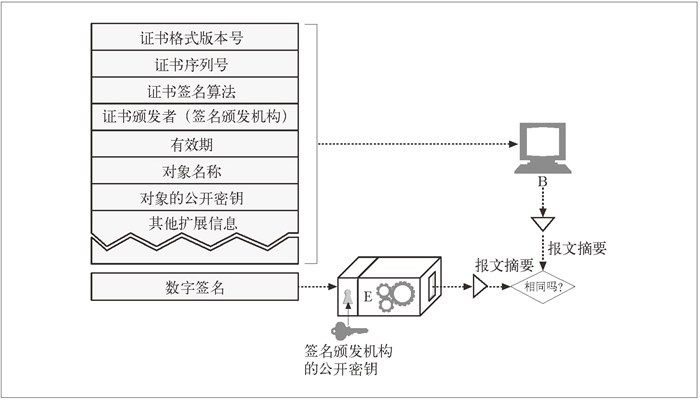 证书格式版本号
证书序列号
证书签名算法
证书颁发者（签名颁发机构）
有效期
对象名称
对象的公开密钥
其他扩展信息
B
报文摘要
报文摘要
数字签名
E
相同吗？
签名颁发机构
的公开密钥